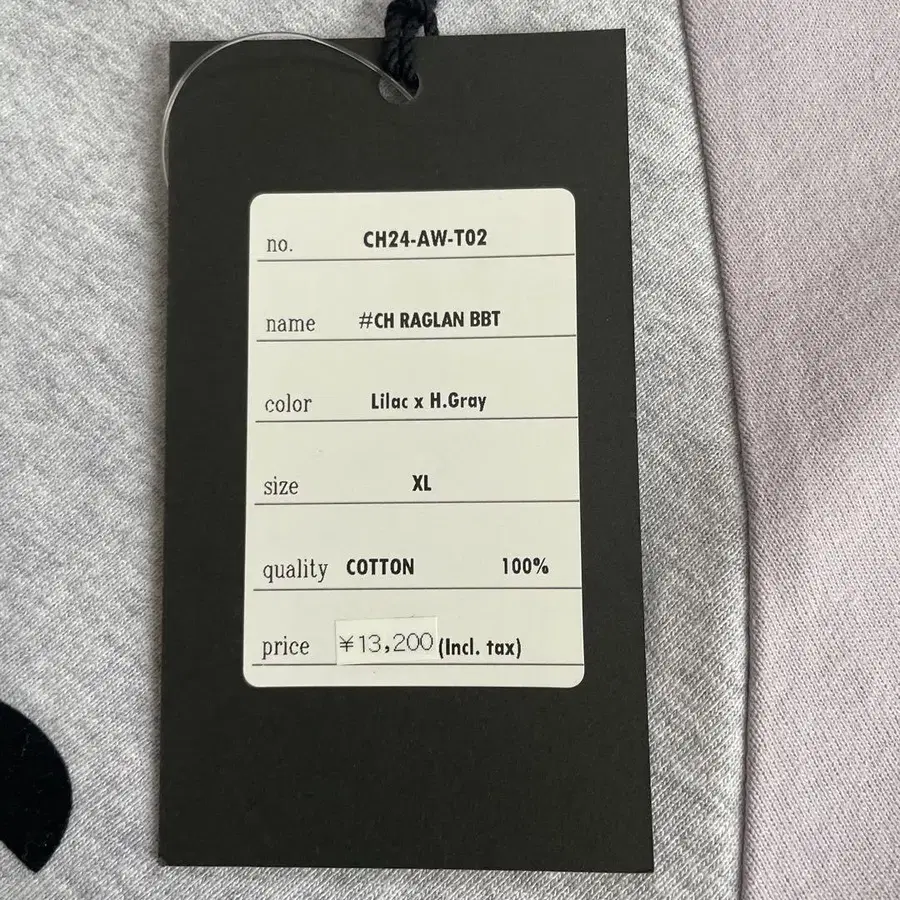 no. CH24-AW-T02
name #CH RAGLAN BBT
color Lilac x H.Gray
size XL
quality COTTON 100%
price ¥13,200 (Incl. tax)